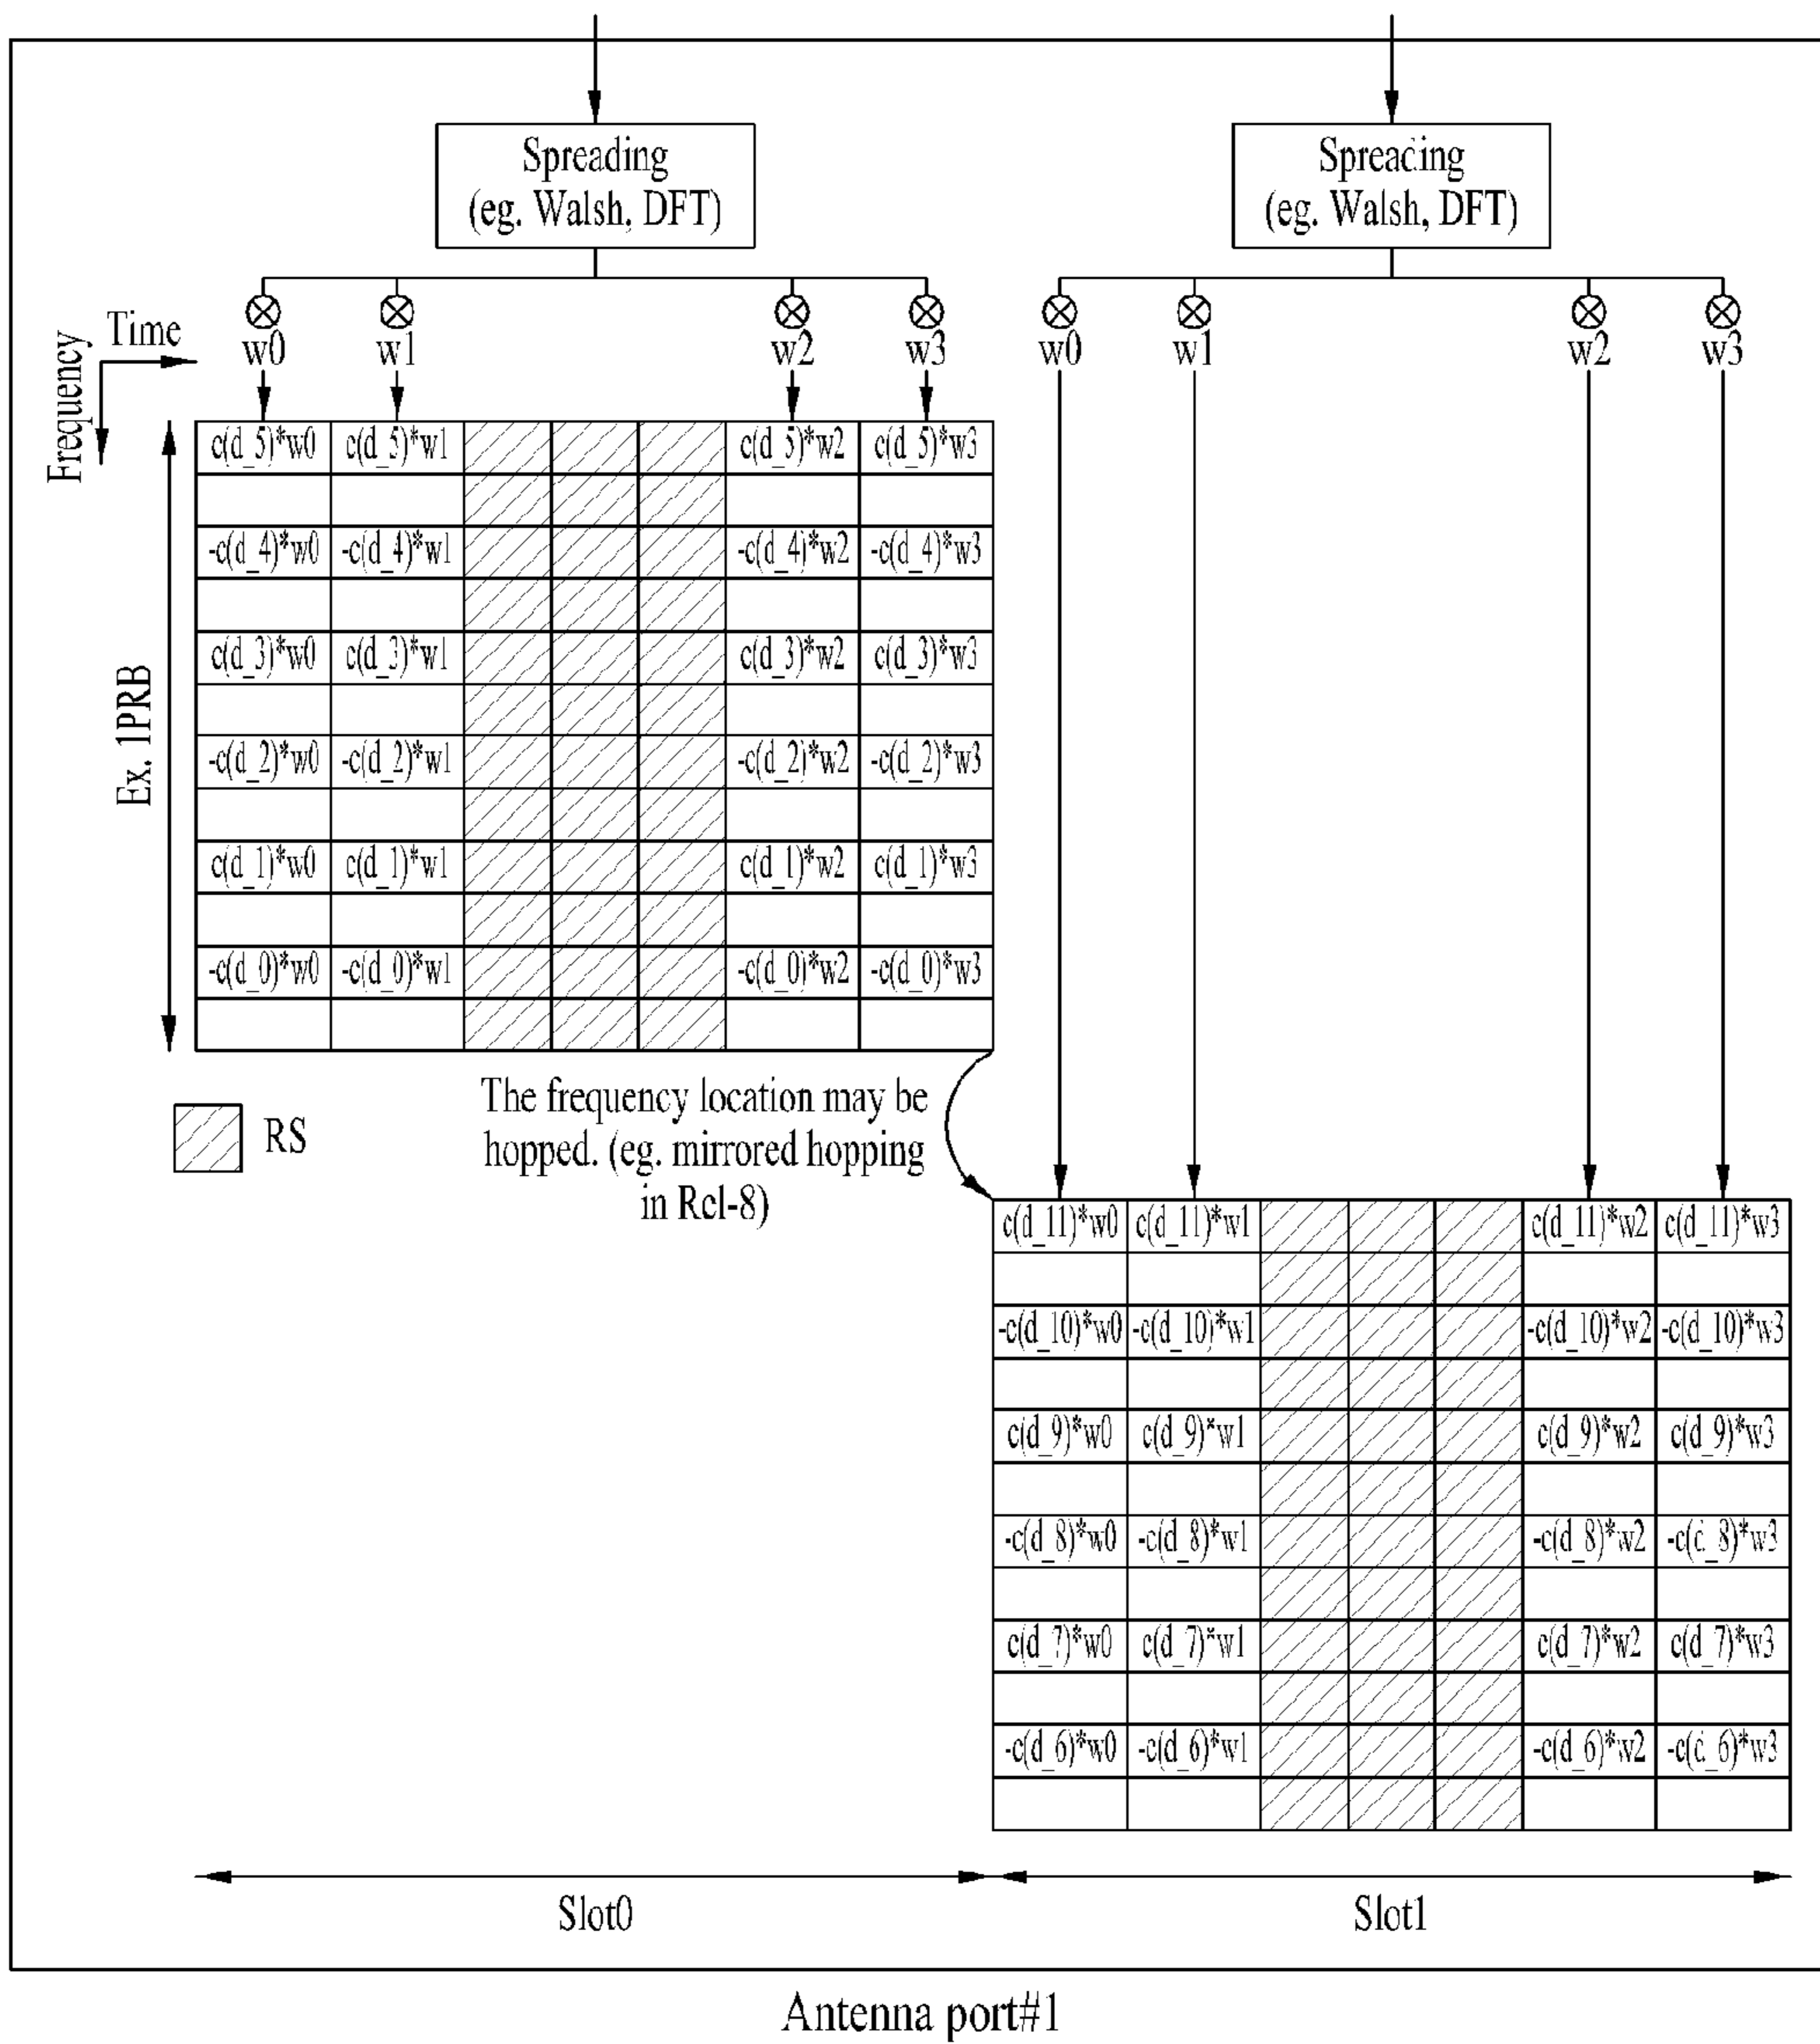 Spreading
(eg. Walsh, DFT)
Spreading
(eg. Walsh, DFT)
Time
Frequency
w0 w1 w2 w3 w0 w1 w2 w3
Ex. 1PRB
c(d_5)*w0 c(d_5)*w1 c(d_5)*w2 c(d_5)*w3
-c(d_4)*w0 -c(d_4)*w1 -c(d_4)*w2 -c(d_4)*w3
c(d_3)*w0 c(d_3)*w1 c(d_3)*w2 c(d_3)*w3
-c(d_2)*w0 -c(d_2)*w1 -c(d_2)*w2 -c(d_2)*w3
c(d_1)*w0 c(d_1)*w1 c(d_1)*w2 c(d_1)*w3
-c(d_0)*w0 -c(d_0)*w1 -c(d_0)*w2 -c(d_0)*w3
RS
The frequency location may be
hopped. (eg. mirrored hopping
in Rel-8)
c(d_11)*w0 c(d_11)*w1 c(d_11)*w2 c(d_11)*w3
-c(d_10)*w0 -c(d_10)*w1 -c(d_10)*w2 -c(d_10)*w3
c(d_9)*w0 c(d_9)*w1 c(d_9)*w2 c(d_9)*w3
-c(d_8)*w0 -c(d_8)*w1 -c(d_8)*w2 -c(d_8)*w3
c(d_7)*w0 c(d_7)*w1 c(d_7)*w2 c(d_7)*w3
-c(d_6)*w0 -c(d_6)*w1 -c(d_6)*w2 -c(d_6)*w3
Slot0 Slot1
Antenna port#1